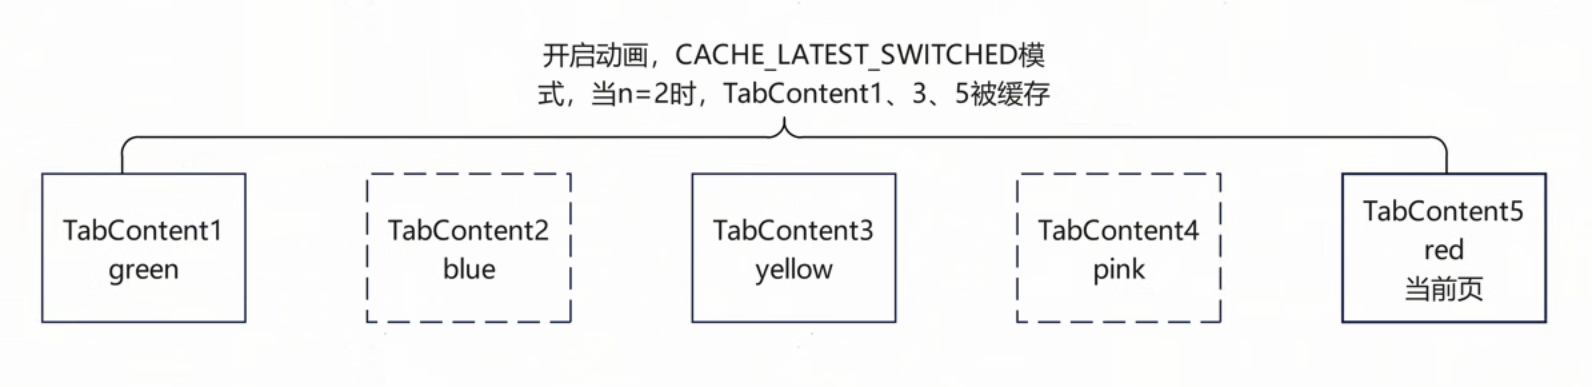 开启动画，CACHE_LATEST_SWITCHED模
式，当n=2时，TabContent1、3、5被缓存
TabContent1
green
TabContent2
blue
TabContent3
yellow
TabContent4
pink
TabContent5
red
当前页